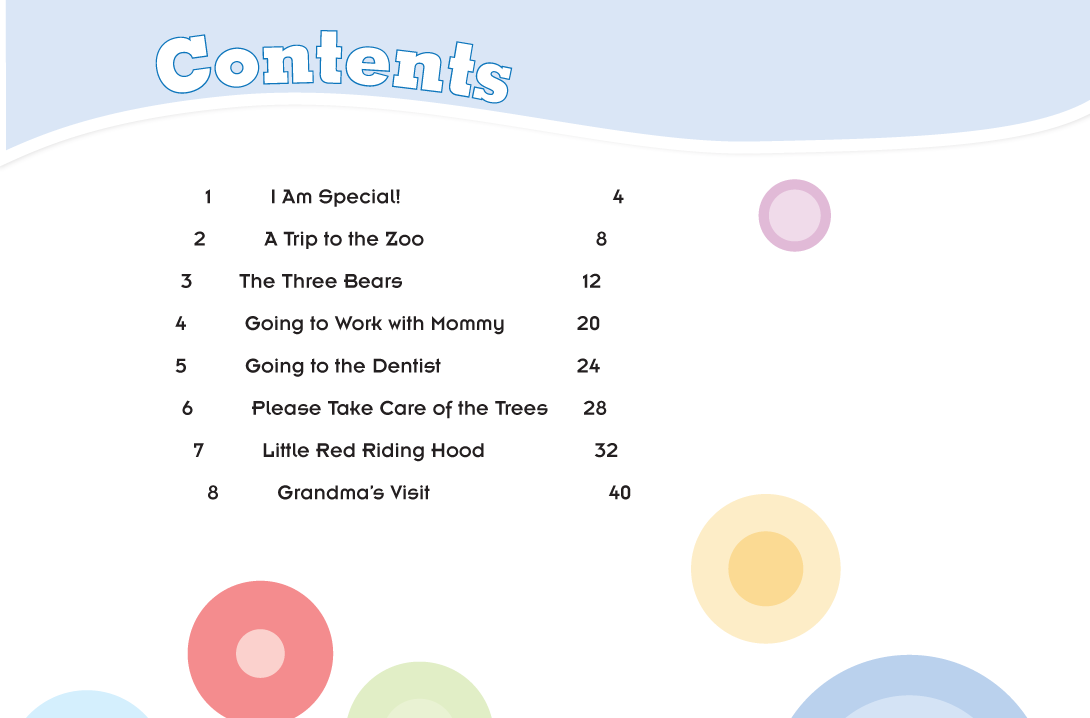 Contents
1 I Am Special! 4
2 A Trip to the Zoo 8
3 The Three Bears 12
4 Going to Work with Mommy 20
5 Going to the Dentist 24
6 Please Take Care of the Trees 28
7 Little Red Riding Hood 32
8 Grandma's Visit 40